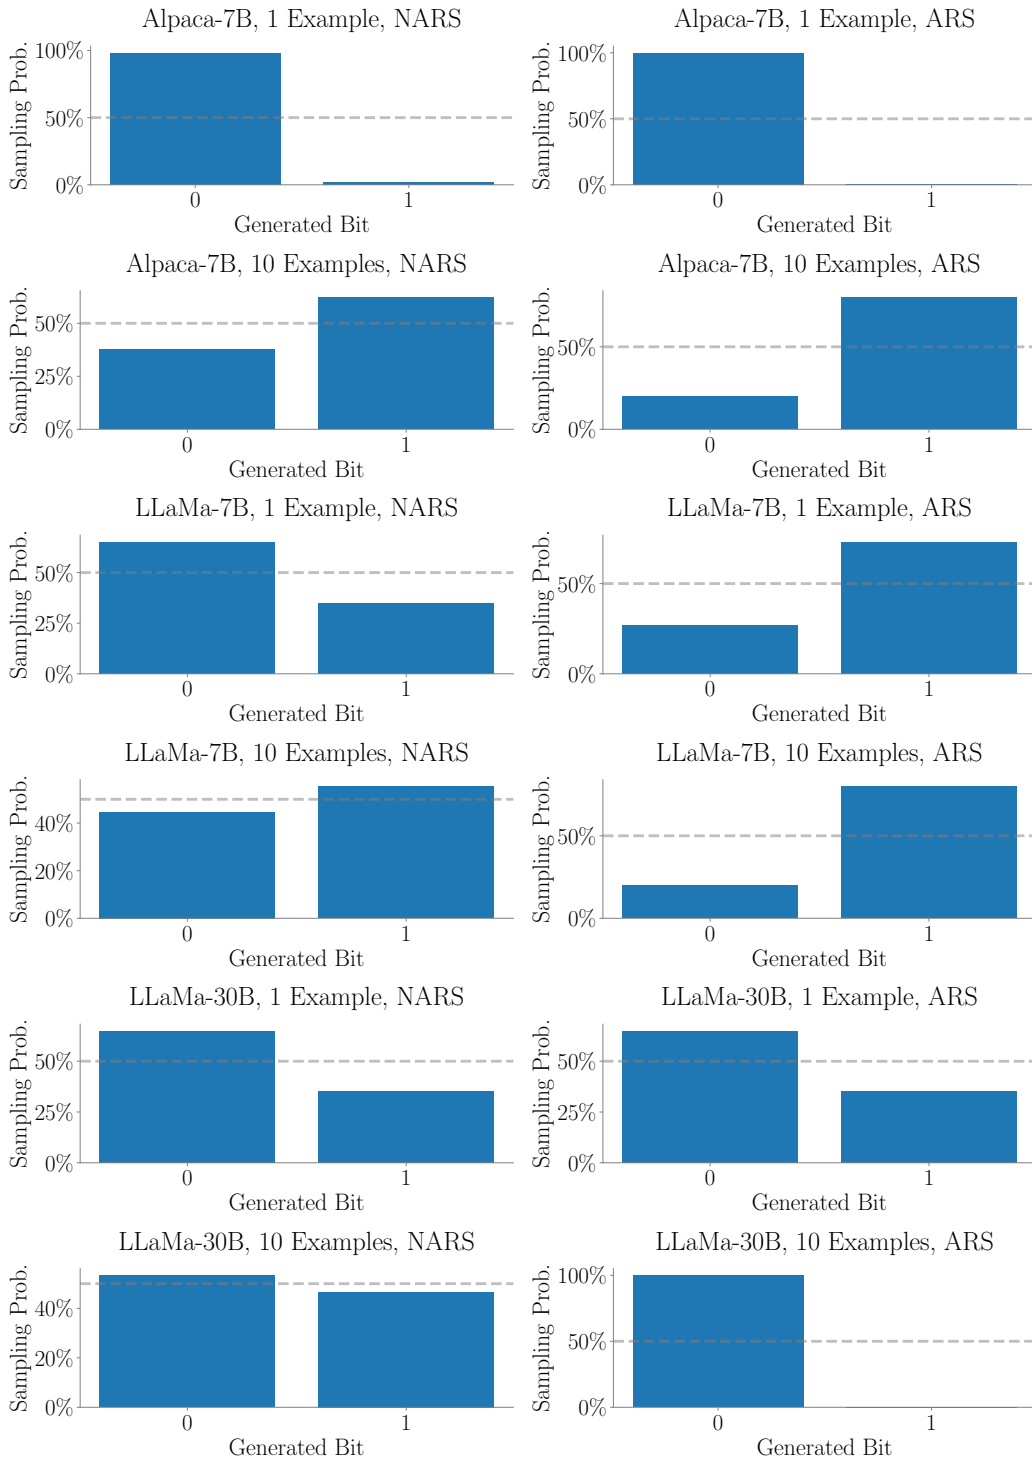 Alpaca-7B, 1 Example, NARS
Sampling Prob.
100%
50%
0%
0 1
Generated Bit
Alpaca-7B, 1 Example, ARS
Sampling Prob.
100%
50%
0%
0 1
Generated Bit
Alpaca-7B, 10 Examples, NARS
Sampling Prob.
50%
25%
0%
0 1
Generated Bit
Alpaca-7B, 10 Examples, ARS
Sampling Prob.
50%
0%
0 1
Generated Bit
LLaMa-7B, 1 Example, NARS
Sampling Prob.
50%
25%
0%
0 1
Generated Bit
LLaMa-7B, 1 Example, ARS
Sampling Prob.
50%
0%
0 1
Generated Bit
LLaMa-7B, 10 Examples, NARS
Sampling Prob.
40%
20%
0%
0 1
Generated Bit
LLaMa-7B, 10 Examples, ARS
Sampling Prob.
50%
0%
0 1
Generated Bit
LLaMa-30B, 1 Example, NARS
Sampling Prob.
50%
25%
0%
0 1
Generated Bit
LLaMa-30B, 1 Example, ARS
Sampling Prob.
50%
25%
0%
0 1
Generated Bit
LLaMa-30B, 10 Examples, NARS
Sampling Prob.
40%
20%
0%
0 1
Generated Bit
LLaMa-30B, 10 Examples, ARS
Sampling Prob.
100%
50%
0%
0 1
Generated Bit